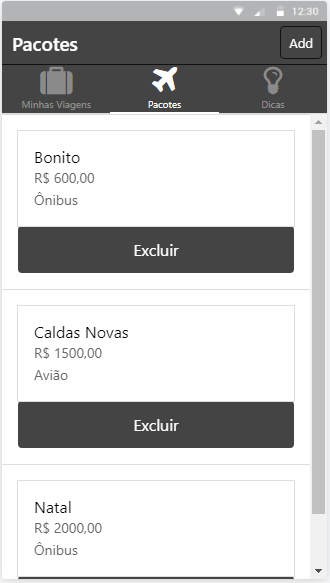 12:30
Pacotes
Add
Minhas Viagens
Pacotes
Dicas
Bonito
R$ 600,00
Ônibus
Excluir
Caldas Novas
R$ 1500,00
Avião
Excluir
Natal
R$ 2000,00
Ônibus